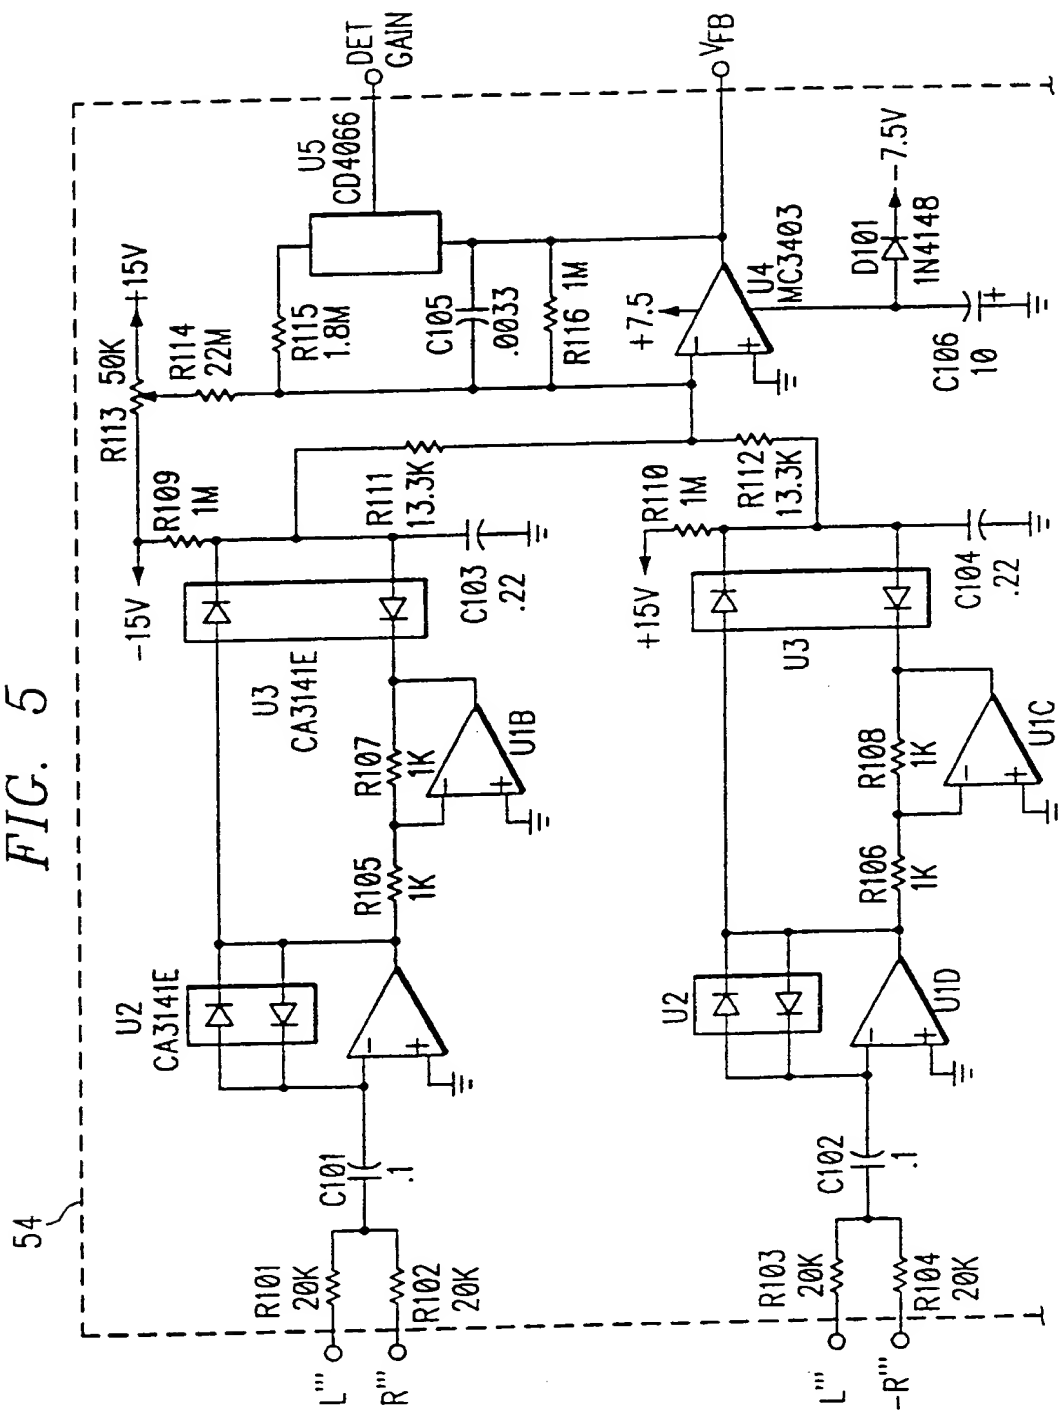 FIG. 5
54
L'''
R'''
R101
20K
R102
20K
C101
.1
U2
CA3141E
−
+
R105
1K
R107
1K
−
+
U1B
U3
CA3141E
-15V
R113
50K
+15V
R109
1M
R114
22M
R111
13.3K
C103
.22
R115
1.8M
U5
CD4066
DET
GAIN
C105
.0033
R116 1M
+7.5
−
+
U4
MC3403
VFB
D101
1N4148
-7.5V
C106
10
+
L'''
-R'''
R103
20K
R104
20K
C102
.1
U2
−
+
U1D
R106
1K
R108
1K
−
+
U1C
U3
+15V
R110
1M
R112
13.3K
C104
.22